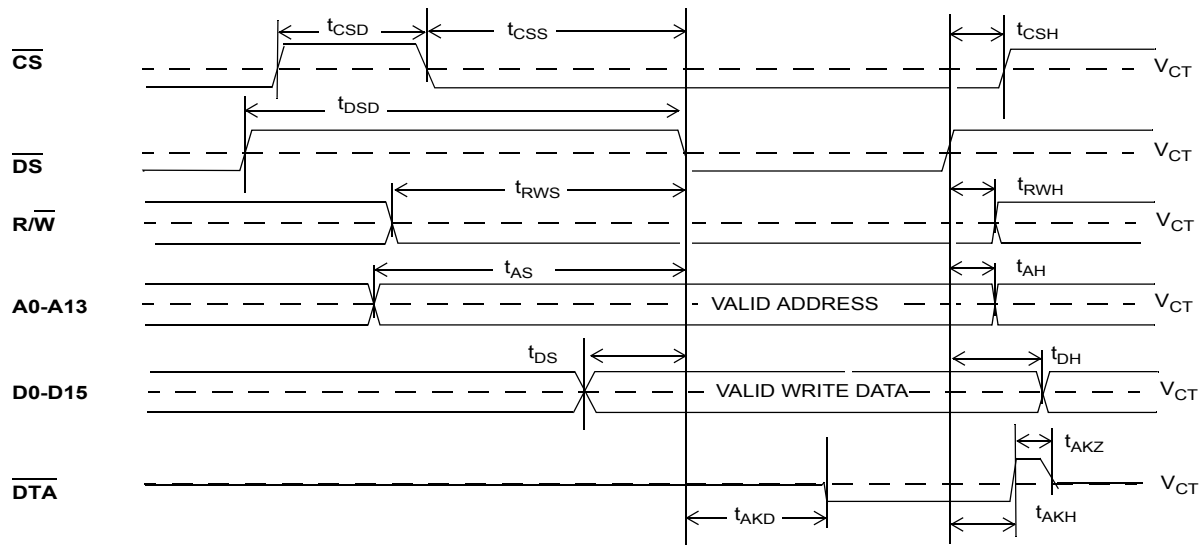 tCSD
tCSS
tCSH
CS
VCT
tDSD
DS
VCT
tRWS
tRWH
R/W
VCT
tAS
tAH
A0-A13
VALID ADDRESS
VCT
tDS
tDH
D0-D15
VALID WRITE DATA
VCT
tAKZ
DTA
VCT
tAKD
tAKH